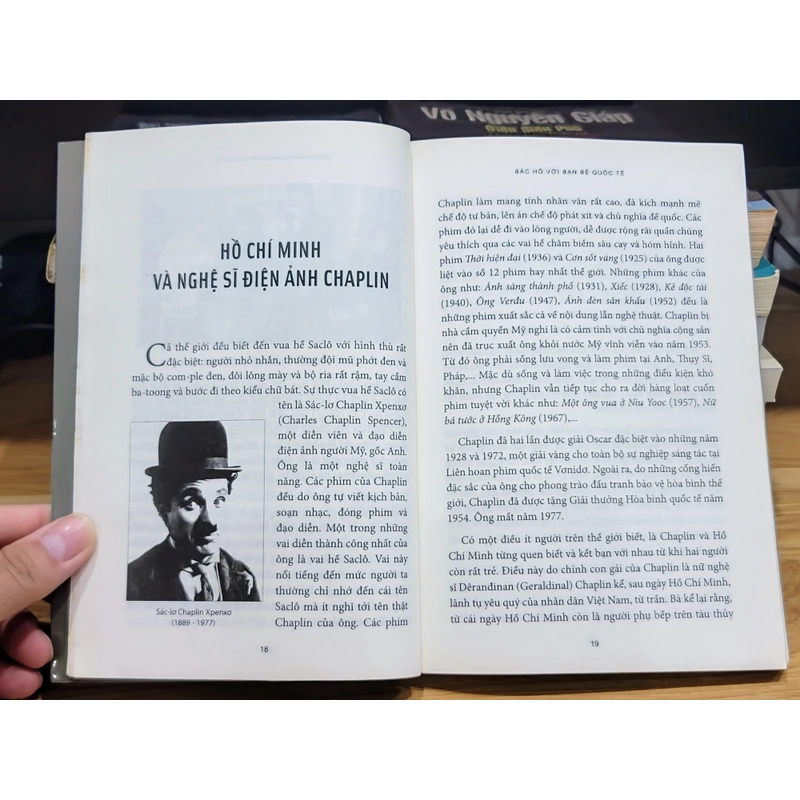 Võ Nguyên Giáp
Điện Biên Phủ
HỒ CHÍ MINH
VÀ NGHỆ SĨ ĐIỆN ẢNH CHAPLIN
Cả thế giới đều biết đến vua hề Saclô với hình thù rất
đặc biệt: người nhỏ nhắn, thường đội mũ phớt đen và
mặc bộ com-ple đen, đôi lông mày và bộ ria rất rậm, tay cầm
ba-toong và bước đi theo kiểu chữ bát. Sự thực vua hề Saclô có
tên là Sác-lơ Chaplin Xpenxơ
(Charles Chaplin Spencer),
một diễn viên và đạo diễn
điện ảnh người Mỹ, gốc Anh.
Ông là một nghệ sĩ toàn
năng. Các phim của Chaplin
đều do ông tự viết kịch bản,
soạn nhạc, đóng phim và
đạo diễn. Một trong những
vai diễn thành công nhất của
ông là vai hề Saclô. Vai này
nổi tiếng đến mức người ta
thường chỉ nhớ đến cái tên
Saclô mà ít nghĩ tới tên thật
Chaplin của ông. Các phim
Sác-lơ Chaplin Xpenxơ
(1889 - 1977)
18
BÁC HỒ VỚI BẠN BÈ QUỐC TẾ
Chaplin làm mang tính nhân văn rất cao, đả kích mạnh mẽ
chế độ tư bản, lên án chế độ phát xít và chủ nghĩa đế quốc. Các
phim đó lại dễ đi vào lòng người, dễ được rộng rãi quần chúng
yêu thích qua các vai hề châm biếm sâu cay và hóm hỉnh. Hai
phim Thời hiện đại (1936) và Cơn sốt vàng (1925) của ông được
liệt vào số 12 phim hay nhất thế giới. Những phim khác của
ông như: Ánh sáng thành phố (1931), Xiếc (1928), Kẻ độc tài
(1940), Ông Verđu (1947), Ánh đèn sân khấu (1952) đều là
những phim xuất sắc cả về nội dung lẫn nghệ thuật. Chaplin bị
nhà cầm quyền Mỹ nghi là có cảm tình với chủ nghĩa cộng sản
nên đã trục xuất ông khỏi nước Mỹ vĩnh viễn vào năm 1953.
Từ đó ông phải sống lưu vong và làm phim tại Anh, Thụy Sĩ,
Pháp,... Mặc dù sống và làm việc trong những điều kiện khó
khăn, nhưng Chaplin vẫn tiếp tục cho ra đời hàng loạt cuốn
phim tuyệt vời khác như: Một ông vua ở Niu Yooc (1957), Nữ
bá tước ở Hồng Kông (1967),...
Chaplin đã hai lần được giải Oscar đặc biệt vào những năm
1928 và 1972, một giải vàng cho toàn bộ sự nghiệp sáng tác tại
Liên hoan phim quốc tế Vơnidơ. Ngoài ra, do những cống hiến
đặc sắc của ông cho phong trào đấu tranh bảo vệ hòa bình thế
giới, Chaplin đã được tặng Giải thưởng Hòa bình quốc tế năm
1954. Ông mất năm 1977.
Có một điều ít người trên thế giới biết, là Chaplin và Hồ
Chí Minh từng quen biết và kết bạn với nhau từ khi hai người
còn rất trẻ. Điều này do chính con gái của Chaplin là nữ nghệ
sĩ Dêranđinan (Geraldinal) Chaplin kể, sau ngày Hồ Chí Minh,
lãnh tụ yêu quý của nhân dân Việt Nam, từ trần. Bà kể lại rằng,
từ cái ngày Hồ Chí Minh còn là người phụ bếp trên tàu thủy
19